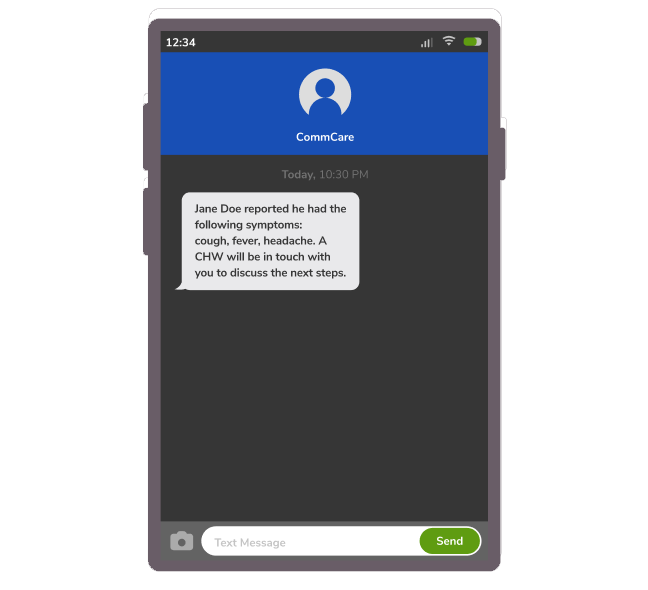 12:34
CommCare
Today, 10:30 PM
Jane Doe reported he had the
following symptoms:
cough, fever, headache. A
CHW will be in touch with
you to discuss the next steps.
Text Message
Send